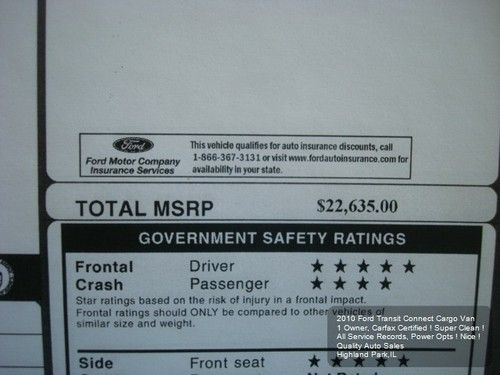 Ford
Ford Motor Company
Insurance Services
This vehicle qualifies for auto insurance discounts, call
1-866-367-3131 or visit www.fordautoinsurance.com for
availability in your state.
TOTAL MSRP $22,635.00
GOVERNMENT SAFETY RATINGS
Frontal Driver ★ ★ ★ ★ ★
Crash Passenger ★ ★ ★ ★
Star ratings based on the risk of injury in a frontal impact.
Frontal ratings should ONLY be compared to other vehicles of
similar size and weight.
Side Front seat ★ ★ ★ ★ ★
2010 Ford Transit Connect Cargo Van
1 Owner, Carfax Certified ! Super Clean !
All Service Records, Power Opts ! Nice !
Quality Auto Sales
Highland Park,IL